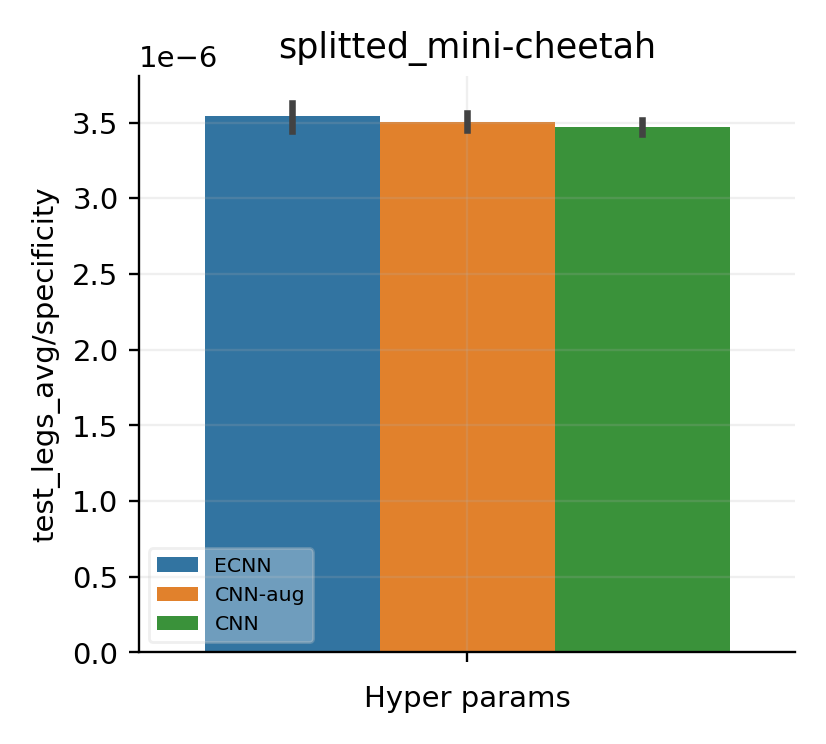 1e−6
splitted_mini-cheetah
test_legs_avg/specificity
3.5
3.0
2.5
2.0
1.5
1.0
0.5
0.0
ECNN
CNN-aug
CNN
Hyper params